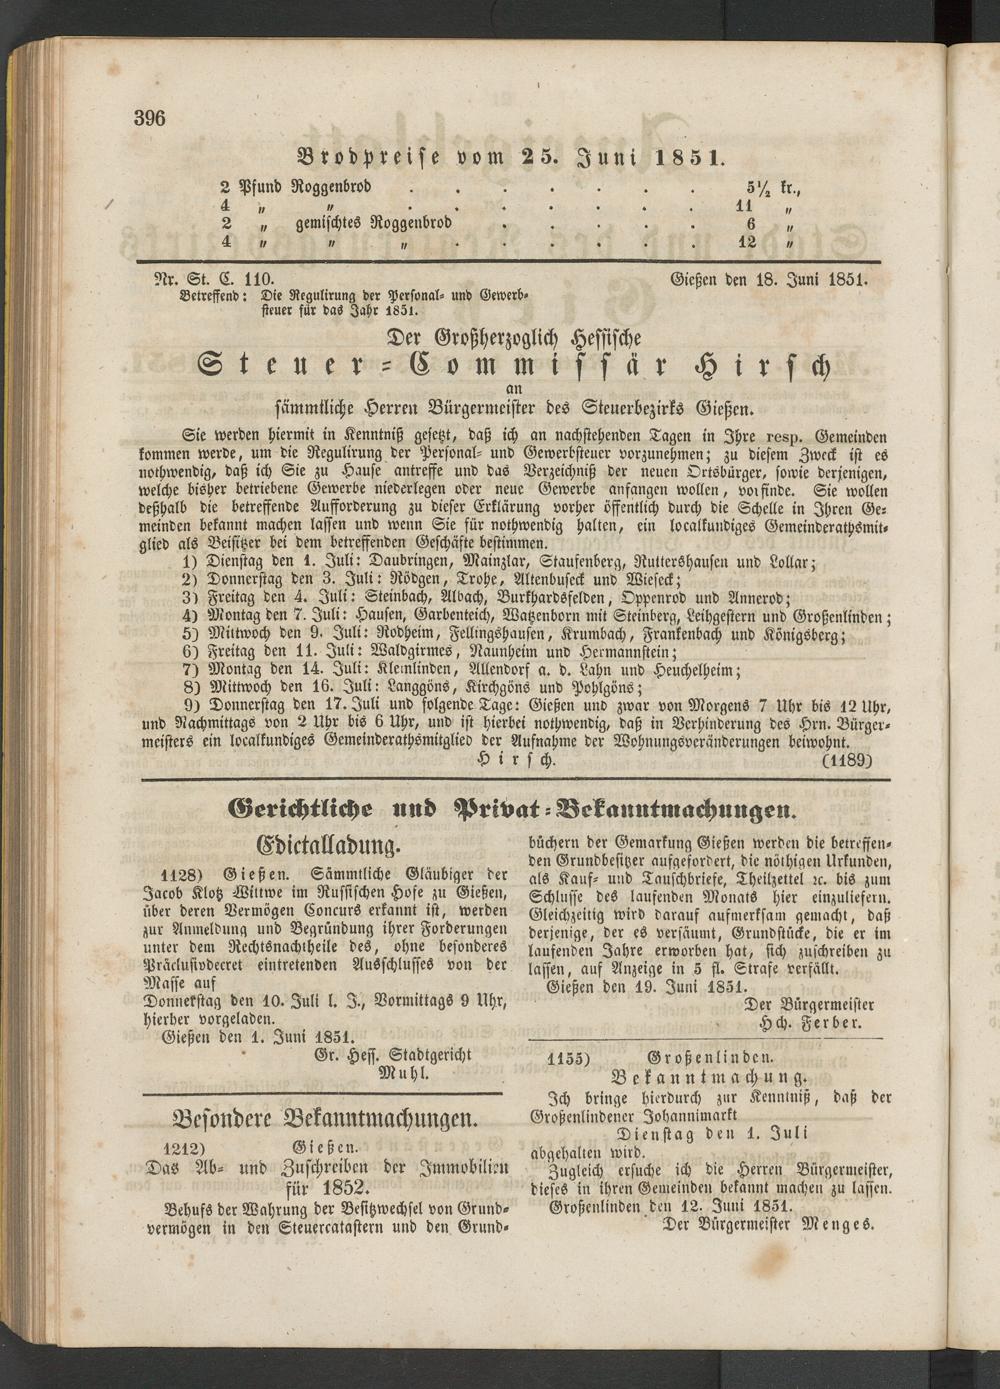 396
Brodpreise vom 25. Juni 1851.
2 Pfund Roggenbrod . . . . . . . 5½ kr.,
4 „ „ . . . . . . . 11 „
2 „ gemischtes Roggenbrod . . . . . 6 „
4 „ „ „ . . . . . . 12 „
Nr. St. C. 110. Gießen den 18. Juni 1851.
Betreffend: Die Regulirung der Personal- und Gewerb-
steuer für das Jahr 1851.
Der Großherzoglich Hessische
Steuer-Commissär Hirsch
an
sämmtliche Herren Bürgermeister des Steuerbezirks Gießen.
Sie werden hiermit in Kenntniß gesetzt, daß ich an nachstehenden Tagen in Ihre resp. Gemeinden
kommen werde, um die Regulirung der Personal- und Gewerbsteuer vorzunehmen; zu diesem Zweck ist es
nothwendig, daß ich Sie zu Hause antreffe und das Verzeichniß der neuen Ortsbürger, sowie derjenigen,
welche bisher betriebene Gewerbe niederlegen oder neue Gewerbe anfangen wollen, vorfinde. Sie wollen
deßhalb die betreffende Aufforderung zu dieser Erklärung vorher öffentlich durch die Schelle in Ihren Ge-
meinden bekannt machen lassen und wenn Sie für nothwendig halten, ein localkundiges Gemeinderathsmit-
glied als Beisitzer bei dem betreffenden Geschäfte bestimmen.
1) Dienstag den 1. Juli: Daubringen, Mainzlar, Staufenberg, Ruttershausen und Lollar;
2) Donnerstag den 3. Juli: Rödgen, Trohe, Altenbuseck und Wieseck;
3) Freitag den 4. Juli: Steinbach, Albach, Burkhardsfelden, Oppenrod und Annerod;
4) Montag den 7. Juli: Hausen, Garbenteich, Watzenborn mit Steinberg, Leihgestern und Großenlinden;
5) Mittwoch den 9. Juli: Rodheim, Fellingshausen, Krumbach, Frankenbach und Königsberg;
6) Freitag den 11. Juli: Waldgirmes, Naunheim und Hermannstein;
7) Montag den 14. Juli: Kleinlinden, Allendorf a. d. Lahn und Heuchelheim;
8) Mittwoch den 16. Juli: Langgöns, Kirchgöns und Pohlgöns;
9) Donnerstag den 17. Juli und folgende Tage: Gießen und zwar von Morgens 7 Uhr bis 12 Uhr,
und Nachmittags von 2 Uhr bis 6 Uhr, und ist hierbei nothwendig, daß in Verhinderung des Hrn. Bürger-
meisters ein localkundiges Gemeinderathsmitglied der Aufnahme der Wohnungsveränderungen beiwohnt.
Hirsch. (1189)
Gerichtliche und Privat-Bekanntmachungen.
Edictalladung.
1128) Gießen. Sämmtliche Gläubiger der
Jacob Klotz Wittwe im Russischen Hofe zu Gießen,
über deren Vermögen Concurs erkannt ist, werden
zur Anmeldung und Begründung ihrer Forderungen
unter dem Rechtsnachtheile des, ohne besonderes
Präclusivdecret eintretenden Ausschlusses von der
Masse auf
Donnerstag den 10. Juli l. J., Vormittags 9 Uhr,
hierher vorgeladen.
Gießen den 1. Juni 1851.
Gr. Hess. Stadtgericht
Muhl.
Besondere Bekanntmachungen.
1212) Gießen.
Das Ab- und Zuschreiben der Immobilien
für 1852.
Behufs der Wahrung der Besitzwechsel von Grund-
vermögen in den Steuercatastern und den Grund-
büchern der Gemarkung Gießen werden die betreffen-
den Grundbesitzer aufgefordert, die nöthigen Urkunden,
als Kauf- und Tauschbriefe, Theilzettel ꝛc. bis zum
Schlusse des laufenden Monats hier einzuliefern.
Gleichzeitig wird darauf aufmerksam gemacht, daß
derjenige, der es versäumt, Grundstücke, die er im
laufenden Jahre erworben hat, sich zuschreiben zu
lassen, auf Anzeige in 5 fl. Strafe verfällt.
Gießen den 19. Juni 1851.
Der Bürgermeister
Hch. Ferber.
1155) Großenlinden.
Bekanntmachung.
Ich bringe hierdurch zur Kenntniß, daß der
Großenlindener Johannimarkt
Dienstag den 1. Juli
abgehalten wird.
Zugleich ersuche ich die Herren Bürgermeister,
dieses in ihren Gemeinden bekannt machen zu lassen.
Großenlinden den 12. Juni 1851.
Der Bürgermeister Menges.